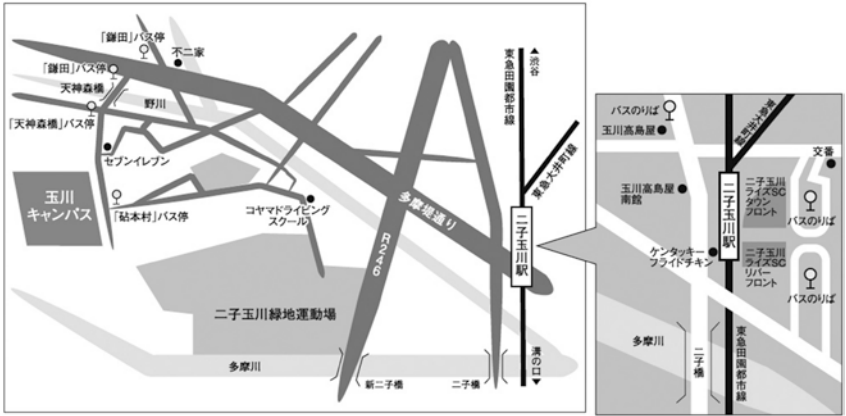 「鎌田」バス停
不二家
「鎌田」バス停
天神森橋
野川
「天神森橋」バス停
セブンイレブン
玉川
キャンパス
「砧本村」バス停
コヤマドライビング
スクール
多摩堤通り
R246
二子玉川緑地運動場
多摩川
新二子橋
二子橋
▲渋谷
東急田園都市線
東急大井町線
二子玉川駅
溝の口▼
バスのりば
玉川高島屋
東急大井町線
交番
玉川高島屋
南館
二子玉川駅
二子玉川
ライズSC
タウン
フロント
バスのりば
ケンタッキー
フライドチキン
二子玉川
ライズSC
リバー
フロント
バスのりば
多摩川
二子橋
東急田園都市線